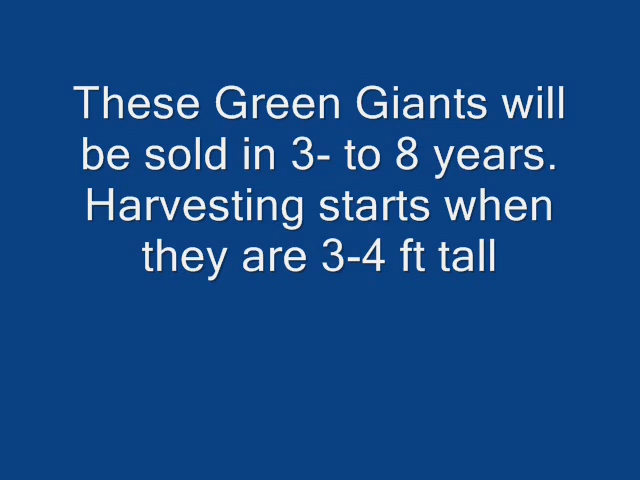 These Green Giants will
be sold in 3- to 8 years.
Harvesting starts when
they are 3-4 ft tall